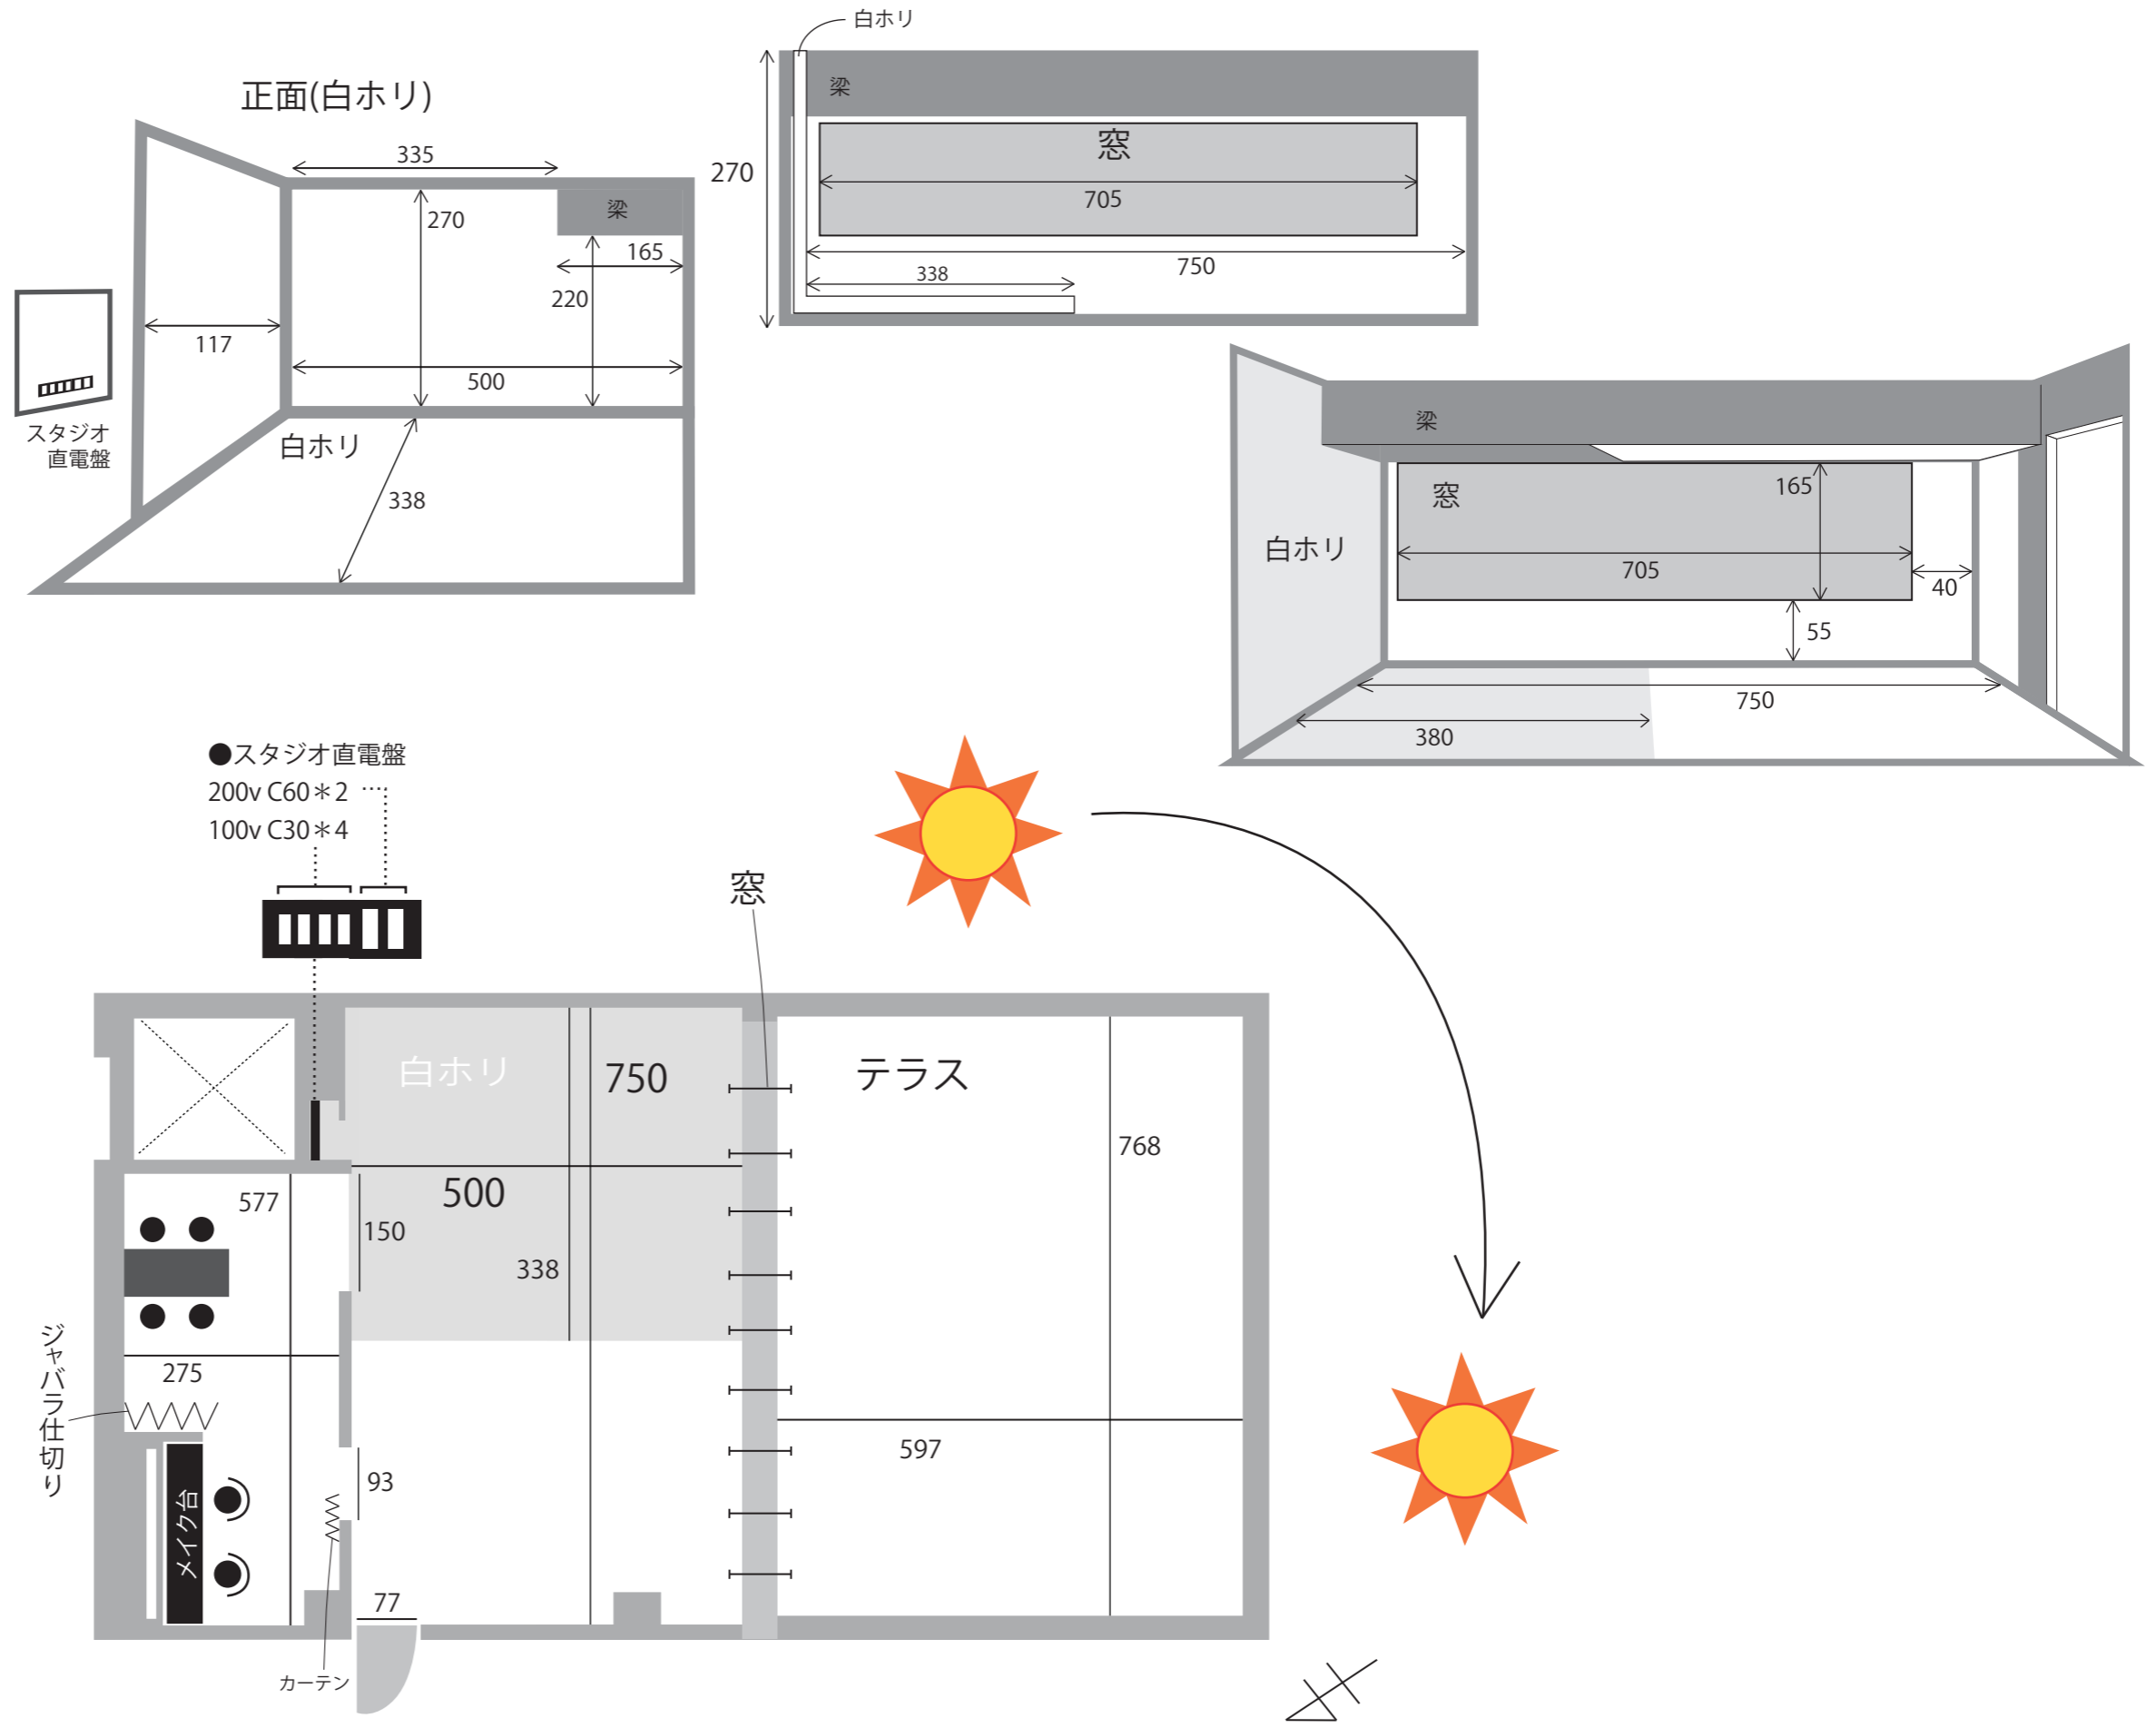 白ホリ
正面(白ホリ)
335
梁
270
165
220
117
500
白ホリ
338
スタジオ
直電盤
梁
窓
270
705
750
338
梁
窓
165
白ホリ
705
40
55
750
380
●スタジオ直電盤
200v C60＊2
100v C30＊4
窓
白ホリ
750
テラス
768
577
500
150
338
275
ジャバラ仕切り
597
93
メイク台
77
カーテン